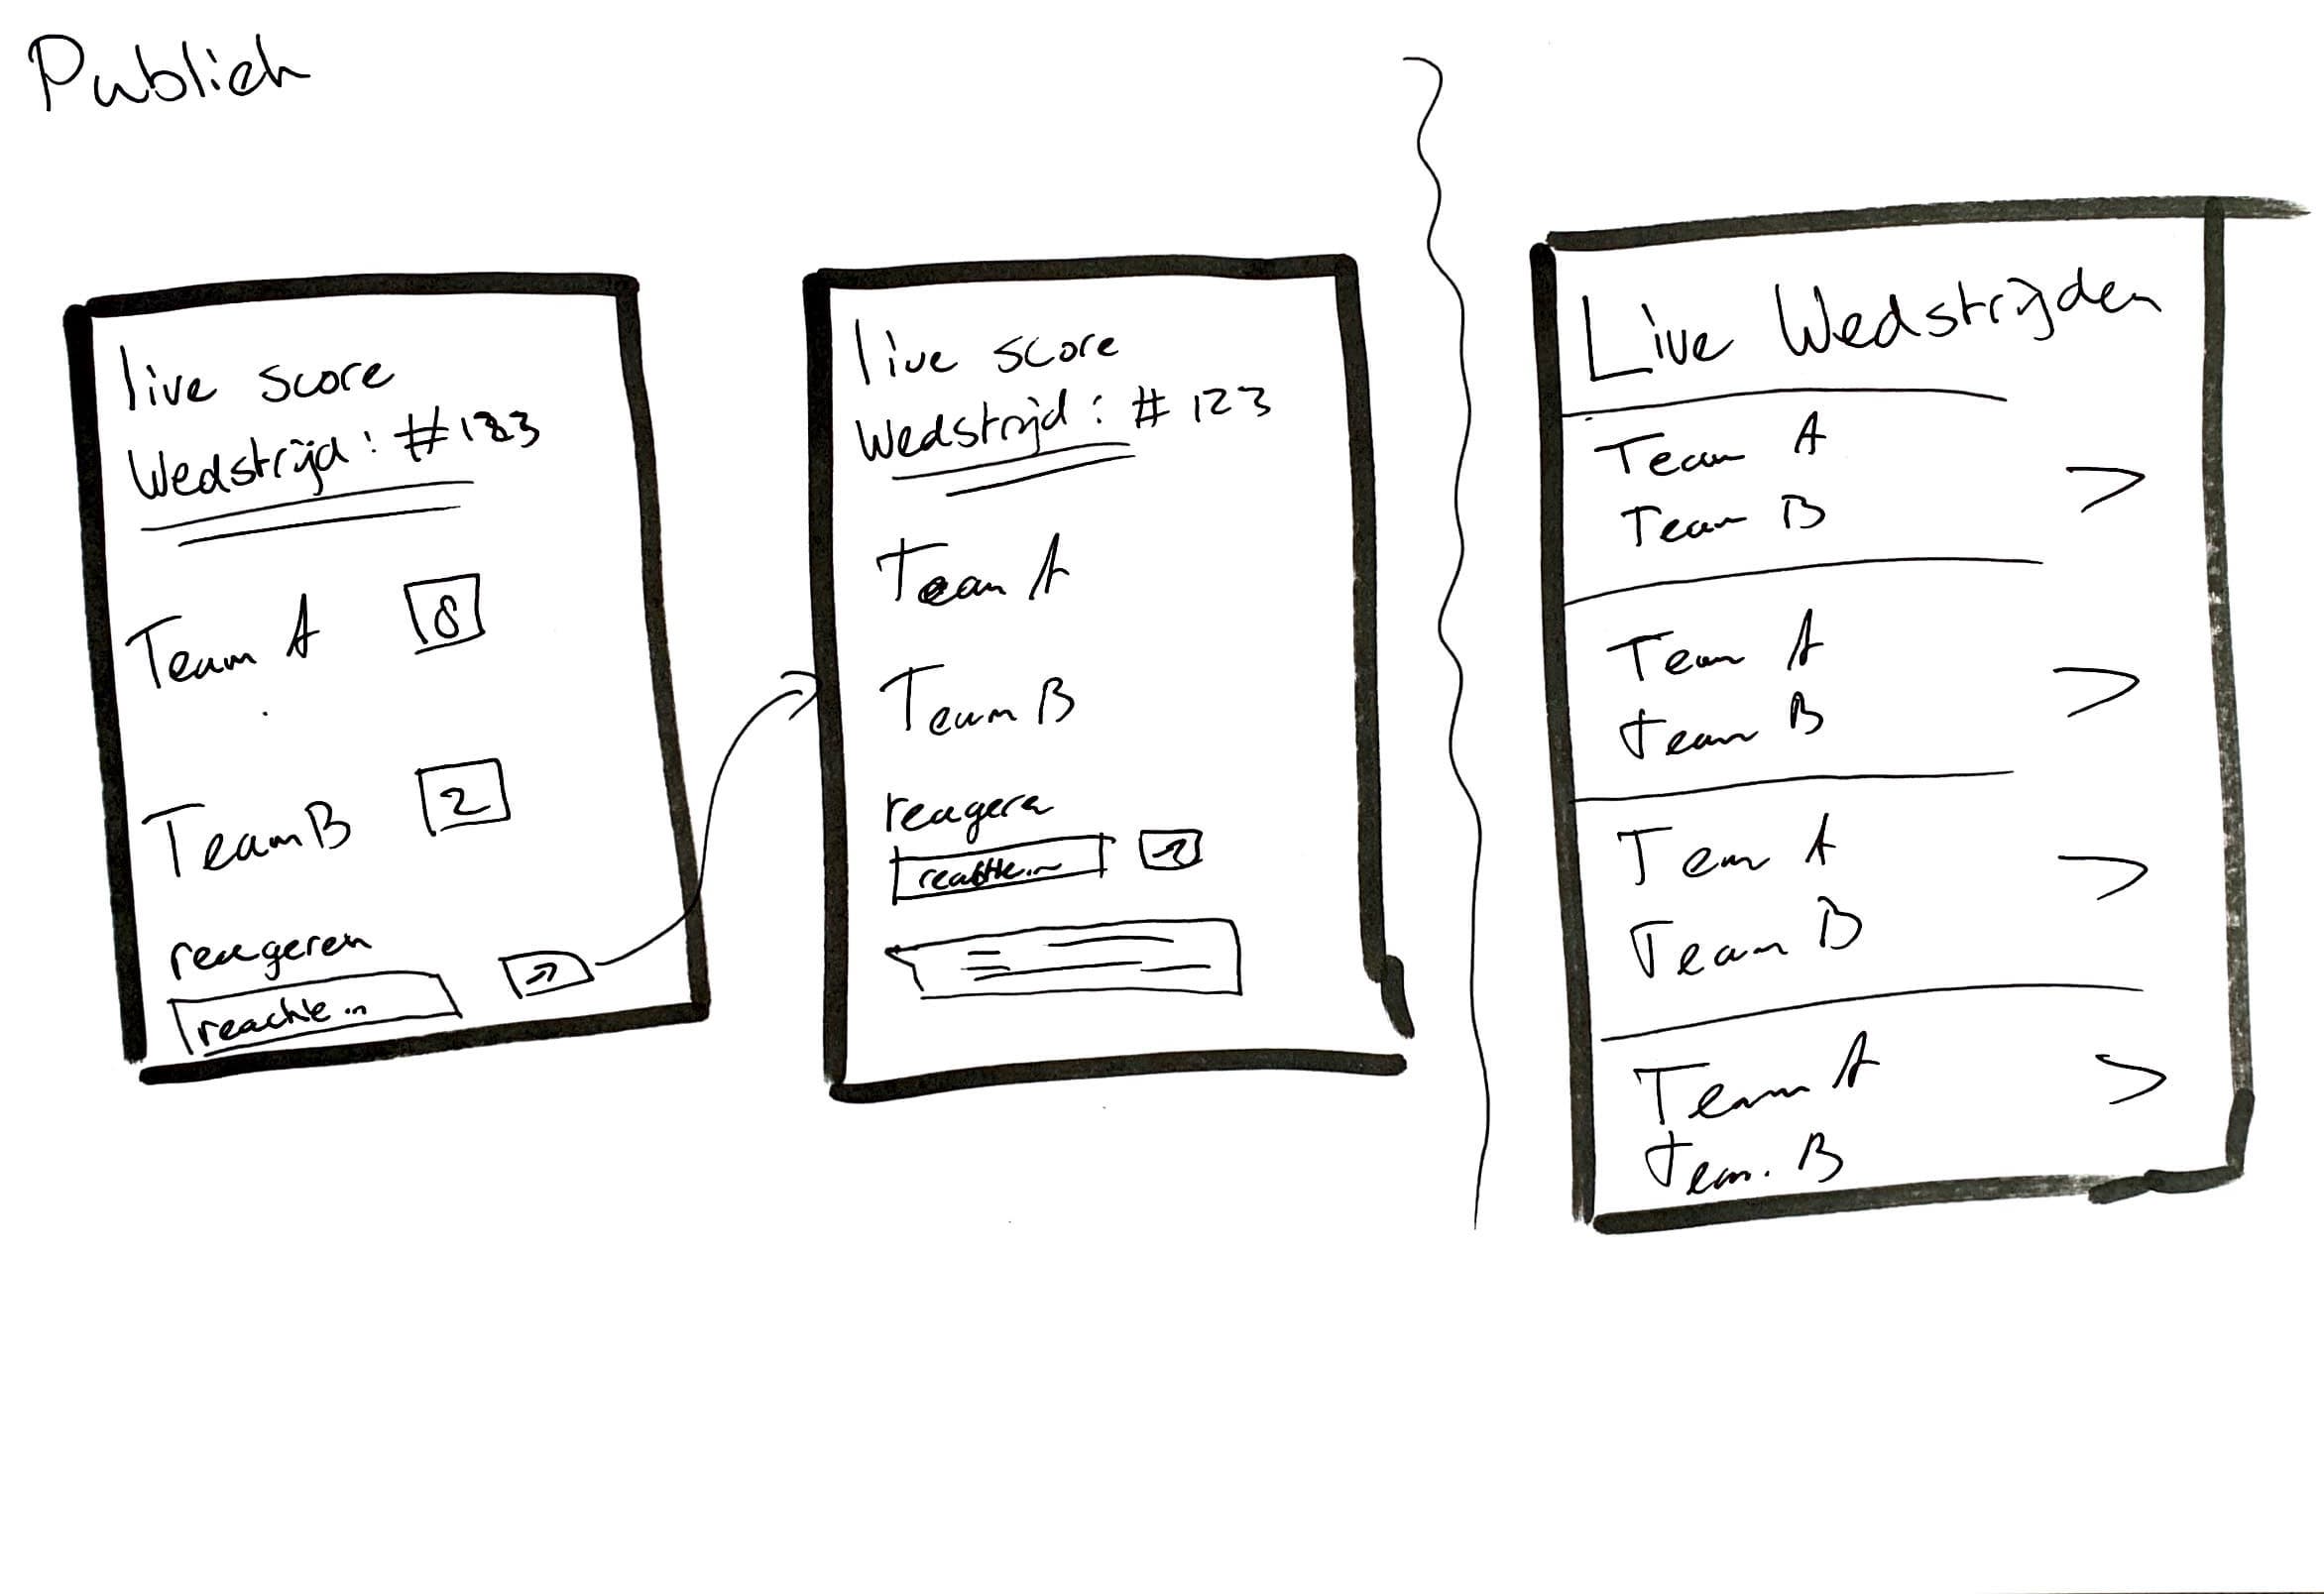 Publiek
live score
Wedstrijd: #123
Team A 8
Team B 2
reageren
reactie...
live score
Wedstrijd: #123
Team A
Team B
reageren
reactie...
Live Wedstrijden
Team A
Team B
Team A
Team B
Team A
Team B
Team A
Team B